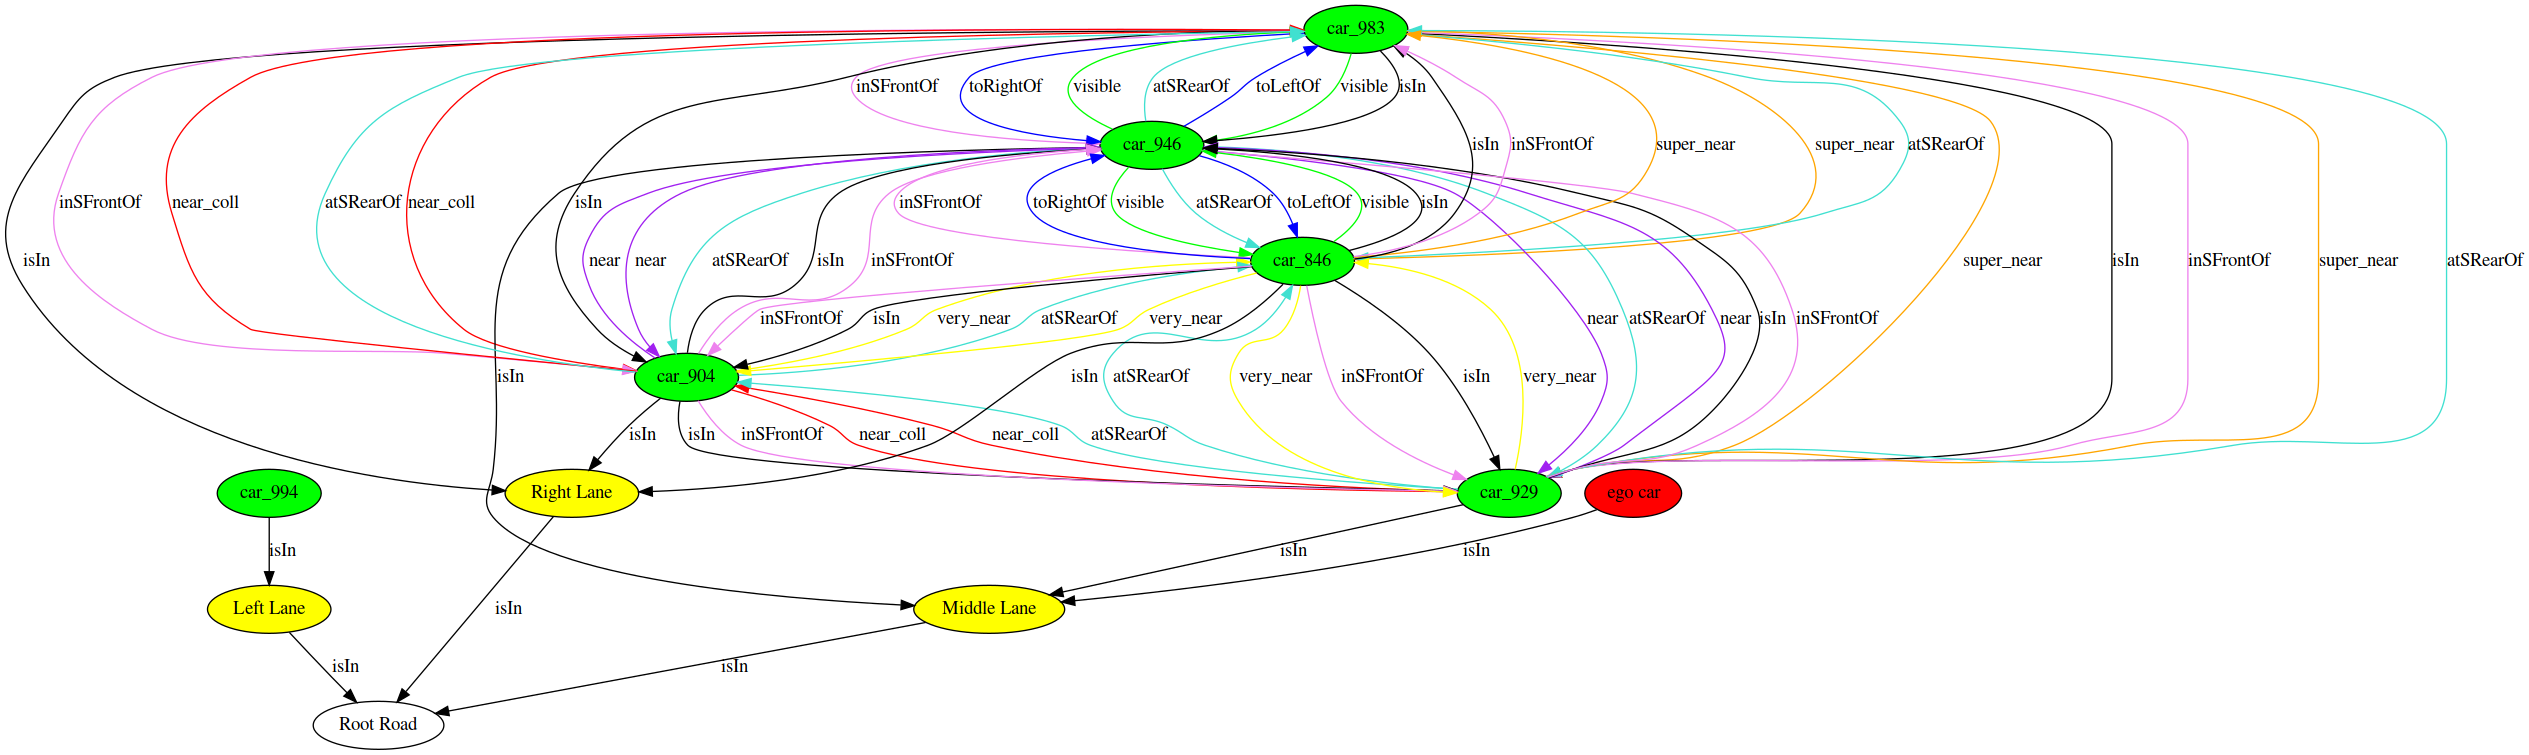 car_983
inSFrontOf toRightOf visible atSRearOf toLeftOf visible isIn
car_946
isIn inSFrontOf super_near super_near atSRearOf
isIn inSFrontOf near_coll atSRearOf near_coll isIn inSFrontOf toRightOf visible atSRearOf toLeftOf visible isIn
isIn near near atSRearOf isIn inSFrontOf car_846 super_near isIn inSFrontOf super_near atSRearOf
inSFrontOf isIn very_near atSRearOf very_near near atSRearOf near isIn inSFrontOf
car_904
isIn isIn atSRearOf very_near inSFrontOf isIn very_near
isIn isIn inSFrontOf near_coll near_coll atSRearOf
car_994 Right Lane car_929 ego car
isIn isIn isIn
Left Lane isIn Middle Lane
isIn isIn
Root Road